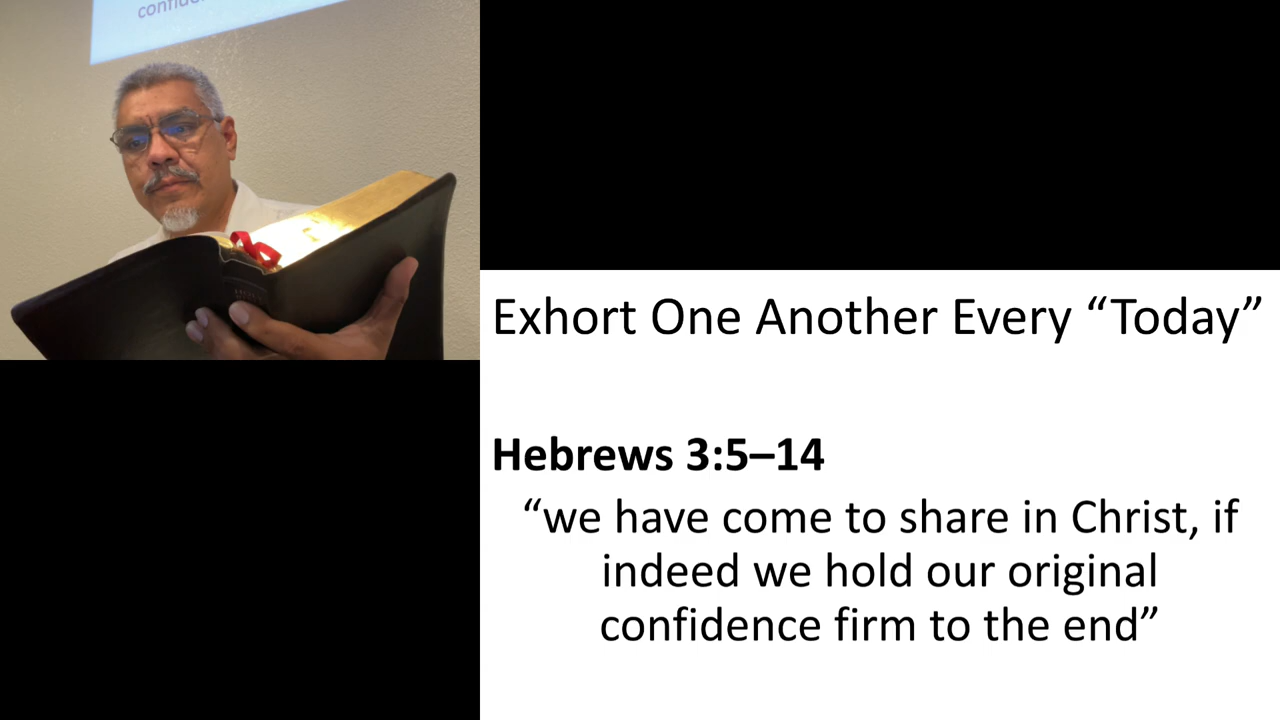 confiden
Exhort One Another Every “Today”
Hebrews 3:5–14
“we have come to share in Christ, if
indeed we hold our original
confidence firm to the end”